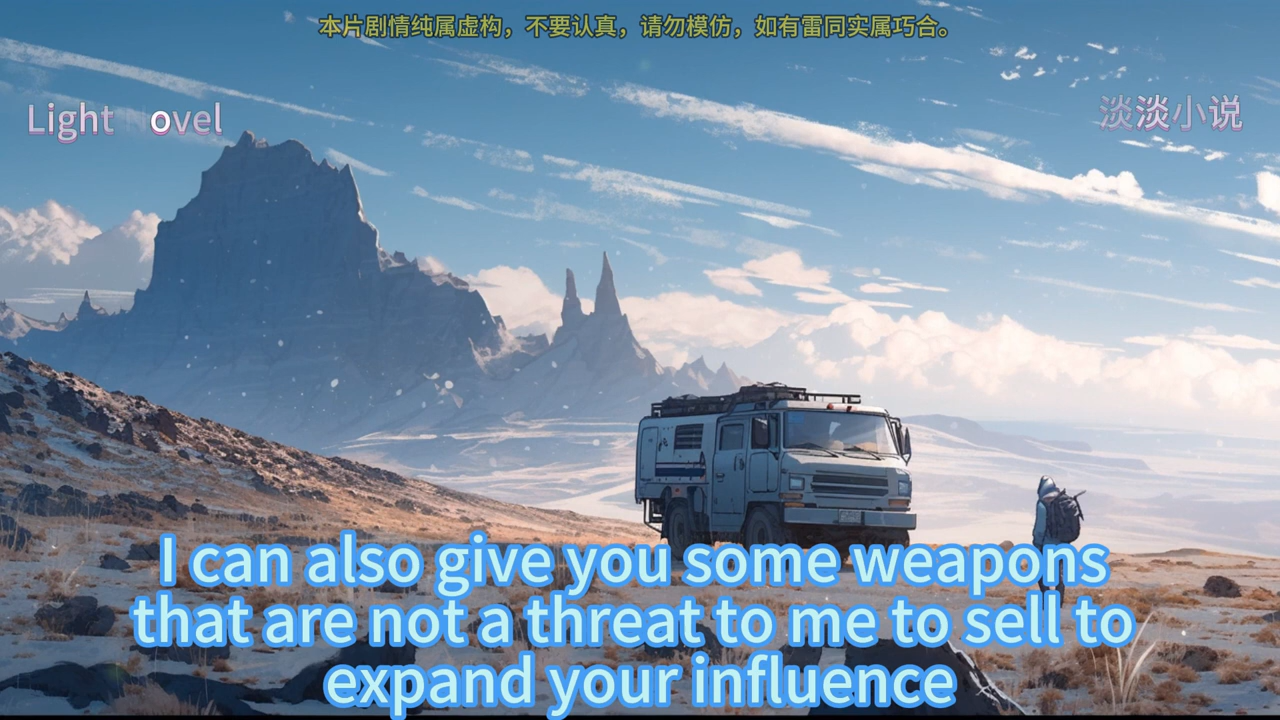 本片剧情纯属虚构，不要认真，请勿模仿，如有雷同实属巧合。
Light ovel
淡淡小说
I can also give you some weapons
that are not a threat to me to sell to
expand your influence